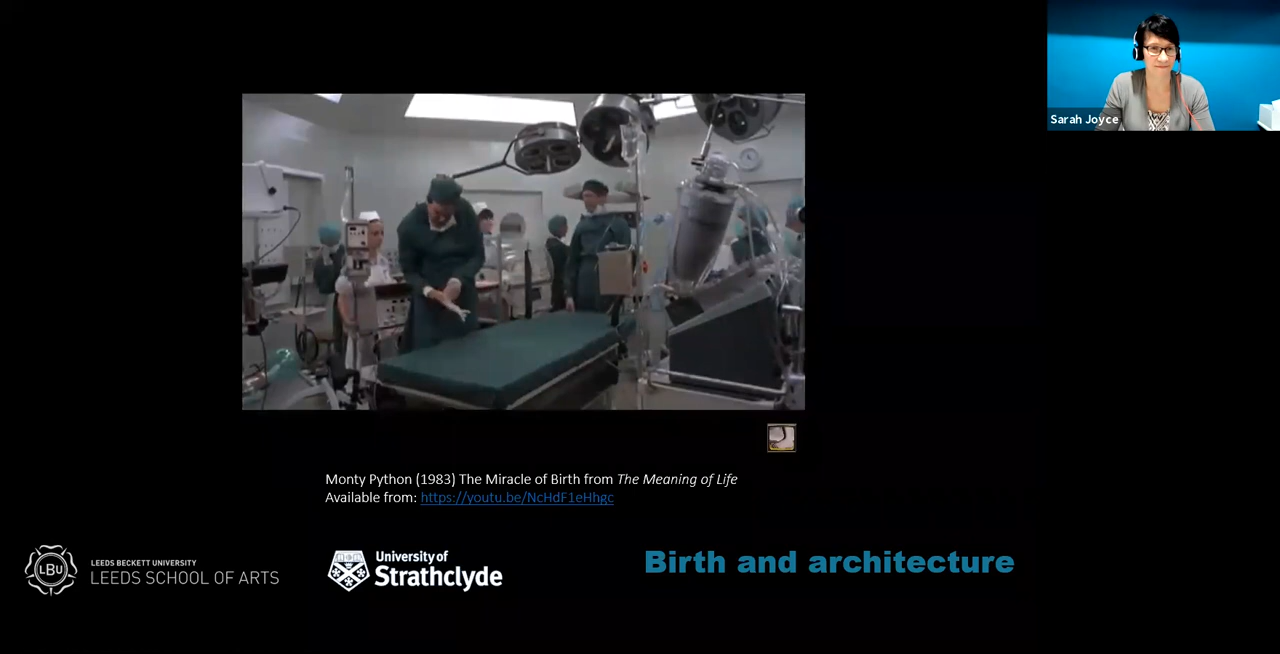 Sarah Joyce
Monty Python (1983) The Miracle of Birth from The Meaning of Life
Available from: https://youtu.be/NcHdF1eHhgc
LBU
LEEDS BECKETT UNIVERSITY
LEEDS SCHOOL OF ARTS
University of
Strathclyde
Birth and architecture